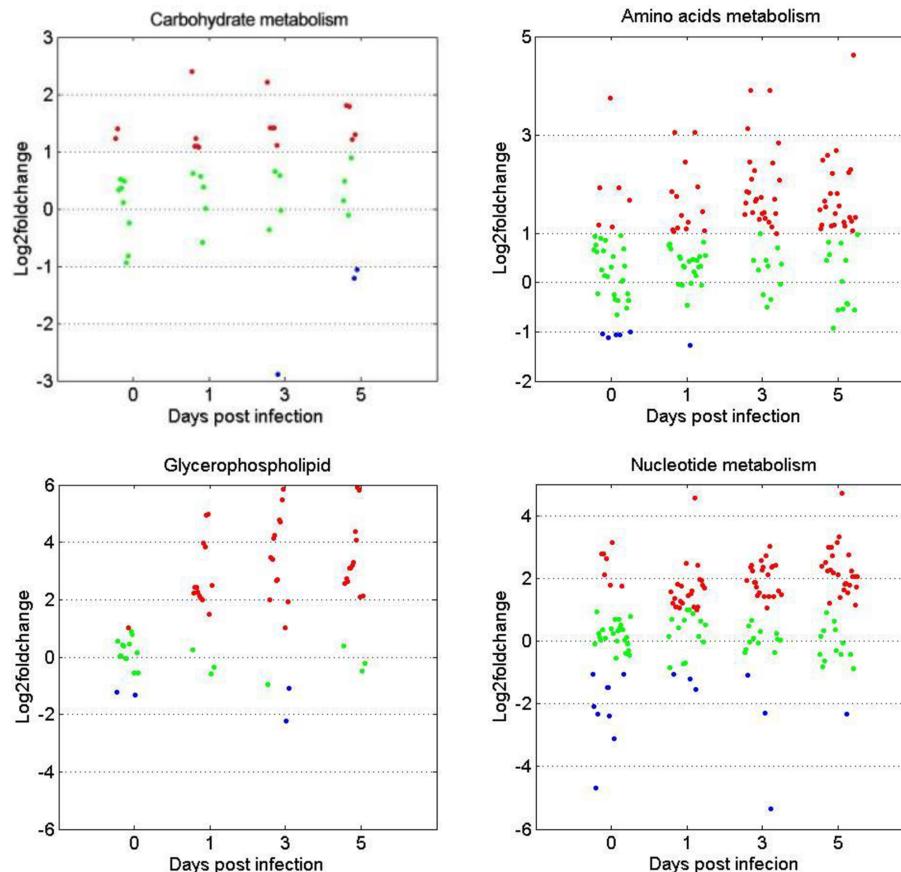 Carbohydrate metabolism
3
2
1
0
-1
-2
-3
Log2foldchange
0 1 3 5
Days post infection
Amino acids metabolism
5
3
1
0
-1
-2
Log2foldchange
0 1 3 5
Days post infection
Glycerophospholipid
6
4
2
0
-2
-4
-6
Log2foldchange
0 1 3 5
Days post infection
Nucleotide metabolism
4
2
0
-2
-4
-6
Log2foldchange
0 1 3 5
Days post infecion